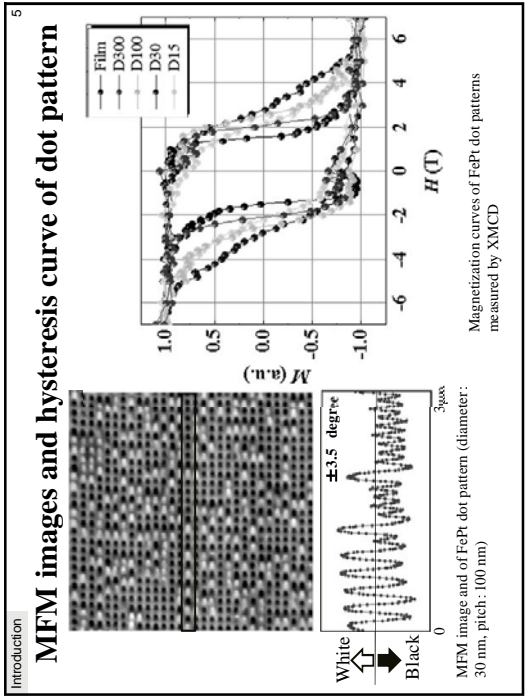 Introduction
5
MFM images and hysteresis curve of dot pattern
White
Black
±3.5 degree
0
3μm
MFM image and of FePt dot pattern (diameter:
30 nm, pitch: 100 nm)
Film
D300
D100
D30
D15
M (a.u.)
1.0
0.5
0.0
-0.5
-1.0
-6
-4
-2
0
2
4
6
H (T)
Magnetization curves of FePt dot patterns
measured by XMCD